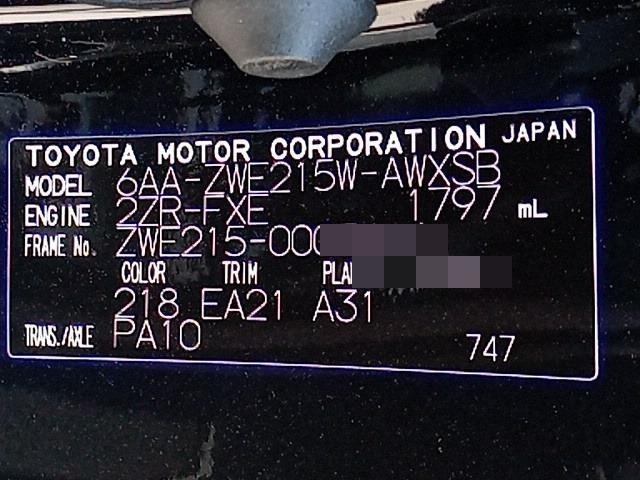 TOYOTA MOTOR CORPORATION JAPAN
MODEL 6AA-ZWE215W-AWXSB
ENGINE 2ZR-FXE 1797 mL
FRAME No. ZWE215-00
COLOR TRIM PLA
218 EA21 A31
TRANS./AXLE PA10
747